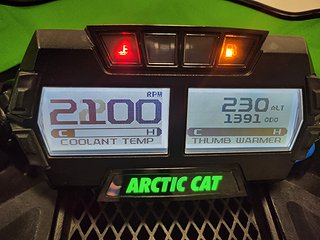 RPM
2100
C H
COOLANT TEMP
230 ALT
1391 ODO
C H
THUMB WARMER
ARCTIC CAT